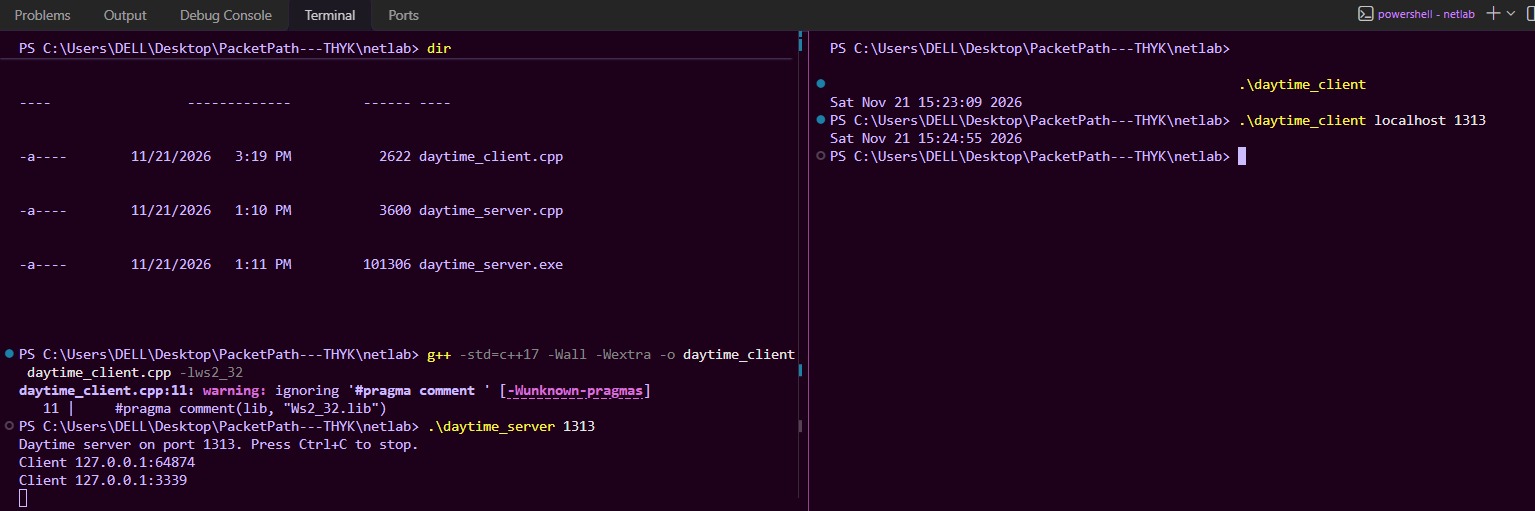 Problems Output Debug Console Terminal Ports
powershell - netlab
PS C:\Users\DELL\Desktop\PacketPath---THYK\netlab> dir
---- ------------- ------ ----
-a---- 11/21/2026 3:19 PM 2622 daytime_client.cpp
-a---- 11/21/2026 1:10 PM 3600 daytime_server.cpp
-a---- 11/21/2026 1:11 PM 101306 daytime_server.exe
PS C:\Users\DELL\Desktop\PacketPath---THYK\netlab> g++ -std=c++17 -Wall -Wextra -o daytime_client
daytime_client.cpp -lws2_32
daytime_client.cpp:11: warning: ignoring '#pragma comment ' [-Wunknown-pragmas]
11 | #pragma comment(lib, "Ws2_32.lib")
PS C:\Users\DELL\Desktop\PacketPath---THYK\netlab> .\daytime_server 1313
Daytime server on port 1313. Press Ctrl+C to stop.
Client 127.0.0.1:64874
Client 127.0.0.1:3339
PS C:\Users\DELL\Desktop\PacketPath---THYK\netlab>
.\daytime_client
Sat Nov 21 15:23:09 2026
PS C:\Users\DELL\Desktop\PacketPath---THYK\netlab> .\daytime_client localhost 1313
Sat Nov 21 15:24:55 2026
PS C:\Users\DELL\Desktop\PacketPath---THYK\netlab>